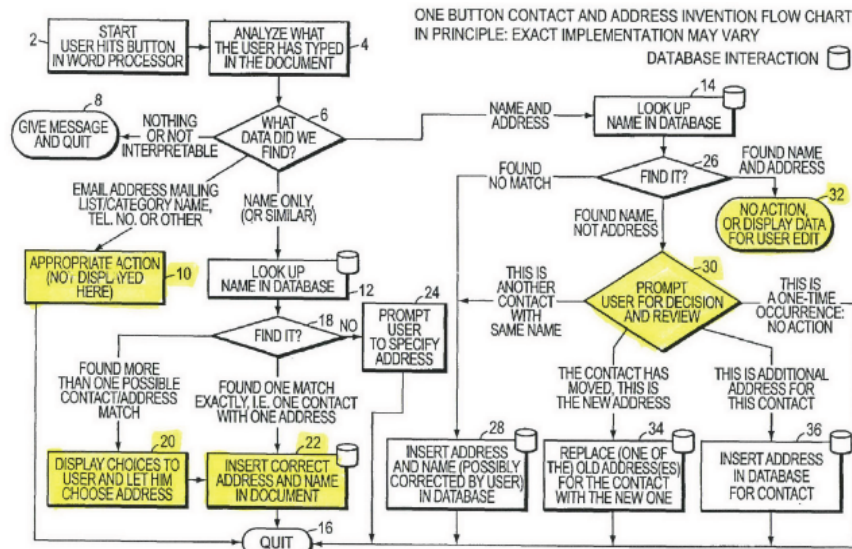 ONE BUTTON CONTACT AND ADDRESS INVENTION FLOW CHART
IN PRINCIPLE: EXACT IMPLEMENTATION MAY VARY
DATABASE INTERACTION
2
START
USER HITS BUTTON
IN WORD PROCESSOR
4
ANALYZE WHAT
THE USER HAS TYPED
IN THE DOCUMENT
6
WHAT
DATA DID WE
FIND?
8
GIVE MESSAGE
AND QUIT
NOTHING
OR NOT
INTERPRETABLE
NAME AND
ADDRESS
14
LOOK UP
NAME IN DATABASE
EMAIL ADDRESS MAILING
LIST/CATEGORY NAME,
TEL. NO. OR OTHER
NAME ONLY,
(OR SIMILAR)
FOUND
NO MATCH
26
FIND IT?
FOUND NAME
AND ADDRESS
32
NO ACTION,
OR DISPLAY DATA
FOR USER EDIT
FOUND NAME,
NOT ADDRESS
APPROPRIATE ACTION
(NOT DISPLAYED
HERE)
10
LOOK UP
NAME IN DATABASE
12
24
PROMPT
USER
TO SPECIFY
ADDRESS
THIS IS
ANOTHER
CONTACT
WITH
SAME NAME
30
PROMPT
USER FOR DECISION
AND REVIEW
THIS IS
A ONE-TIME
OCCURRENCE:
NO ACTION
18
FIND IT?
NO
FOUND MORE
THAN ONE POSSIBLE
CONTACT/ADDRESS
MATCH
FOUND ONE MATCH
EXACTLY, I.E. ONE CONTACT
WITH ONE ADDRESS
THE CONTACT HAS
MOVED, THIS IS
THE NEW ADDRESS
THIS IS ADDITIONAL
ADDRESS FOR
THIS CONTACT
20
DISPLAY CHOICES TO
USER AND LET HIM
CHOOSE ADDRESS
22
INSERT CORRECT
ADDRESS AND NAME
IN DOCUMENT
28
INSERT ADDRESS
AND NAME (POSSIBLY
CORRECTED BY USER)
IN DATABASE
34
REPLACE (ONE OF
THE) OLD ADDRESS(ES)
FOR THE CONTACT
WITH THE NEW ONE
36
INSERT ADDRESS
IN DATABASE
FOR CONTACT
16
QUIT